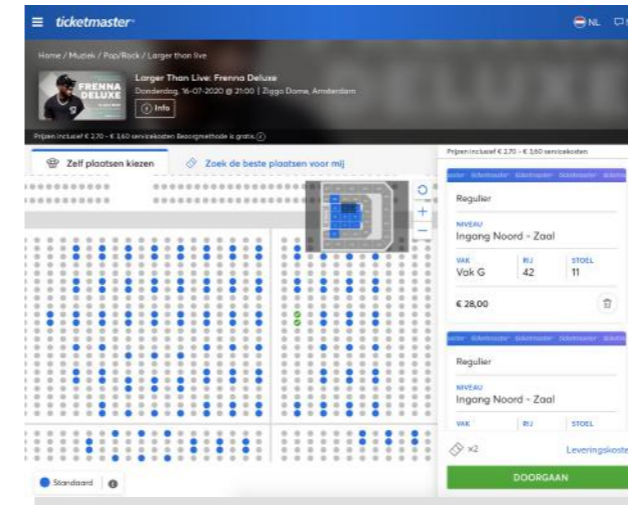 ticketmaster
NL
Home / Muziek / Pop/Rock / Larger than live
FRENNA
DELUXE
Larger Than Live: Frenna Deluxe
Donderdag, 16-07-2020 @ 21:00 | Ziggo Dome, Amsterdam
Info
Prijzen inclusief € 2,70 - € 3,60 servicekosten Bezorgmethode is gratis.
Prijzen inclusief € 2,70 - € 3,60 servicekosten
Zelf plaatsen kiezen
Zoek de beste plaatsen voor mij
Regulier
NIVEAU
Ingang Noord - Zaal
VAK RIJ STOEL
Vak G 42 11
€ 28,00
Regulier
NIVEAU
Ingang Noord - Zaal
VAK RIJ STOEL
x2 Leveringskoste
DOORGAAN
Standaard